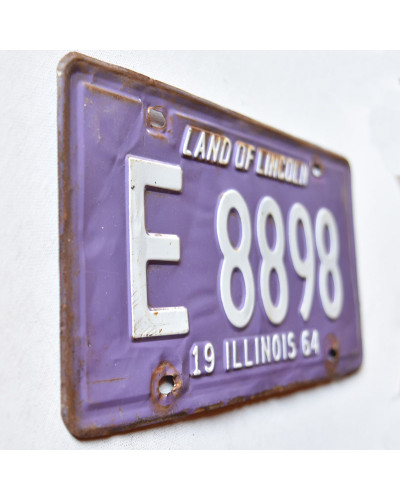 LAND OF LINCOLN
E 8898
19 ILLINOIS 64